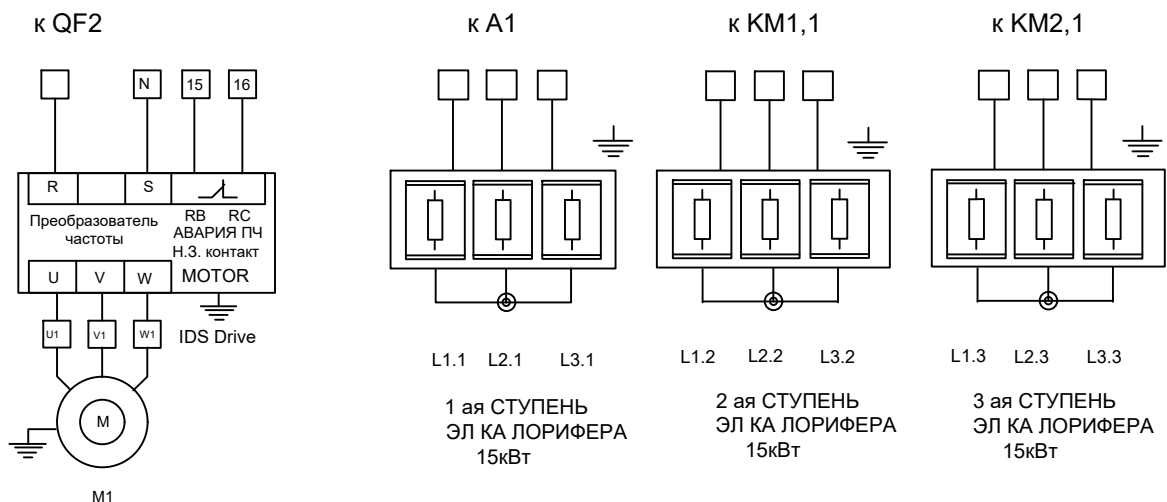 к QF2
к А1
к КМ1,1
к КМ2,1
N 15 16
R S
Преобразователь
частоты
RB RC
АВАРИЯ ПЧ
Н.З. контакт
U V W MOTOR
U1 V1 W1
IDS Drive
M
М1
L1.1 L2.1 L3.1
1 ая СТУПЕНЬ
ЭЛ КА ЛОРИФЕРА
15кВт
L1.2 L2.2 L3.2
2 ая СТУПЕНЬ
ЭЛ КА ЛОРИФЕРА
15кВт
L1.3 L2.3 L3.3
3 ая СТУПЕНЬ
ЭЛ КА ЛОРИФЕРА
15кВт